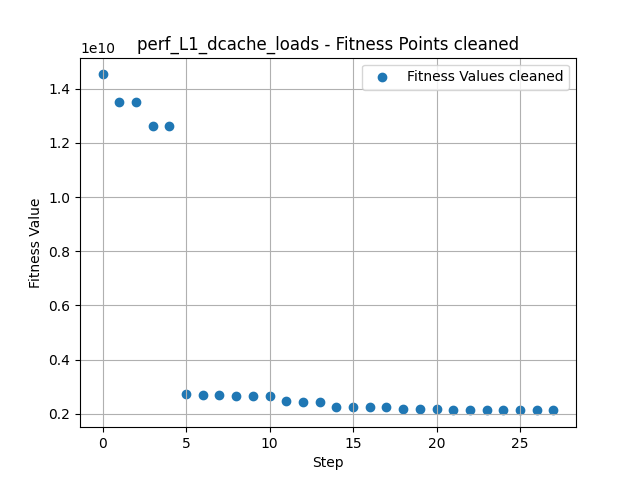 perf_L1_dcache_loads - Fitness Points cleaned
1e10
Fitness Values cleaned
1.4
1.2
1.0
0.8
0.6
0.4
0.2
Fitness Value
0 5 10 15 20 25
Step